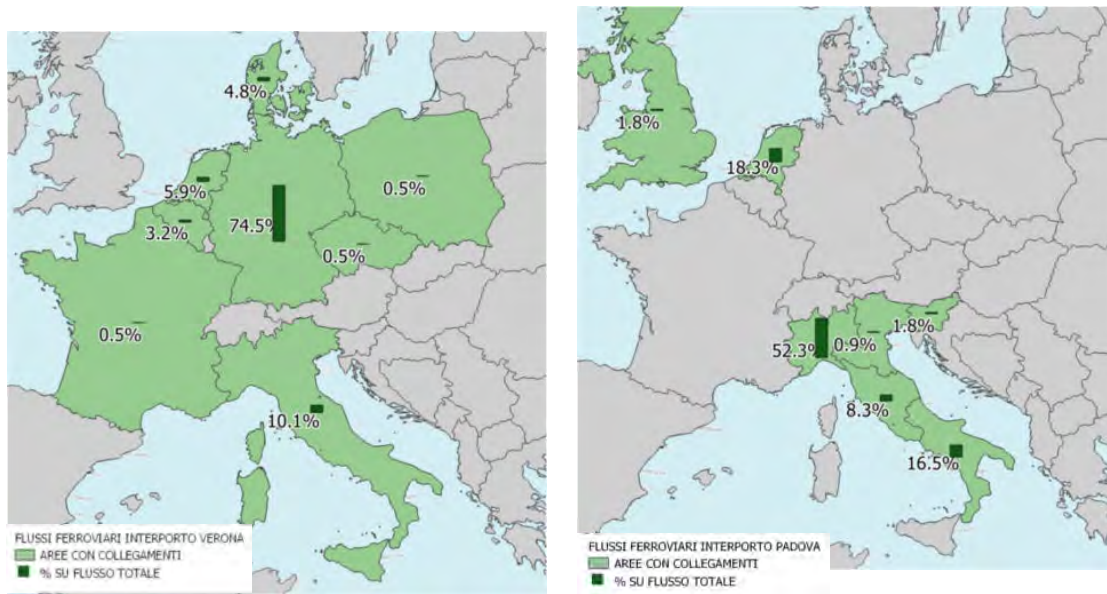 4.8%
5.9%
0.5%
74.5%
3.2%
0.5%
0.5%
10.1%
FLUSSI FERROVIARI INTERPORTO VERONA
AREE CON COLLEGAMENTI
% SU FLUSSO TOTALE
1.8%
18.3%
1.8%
52.3%
0.9%
8.3%
16.5%
FLUSSI FERROVIARI INTERPORTO PADOVA
AREE CON COLLEGAMENTI
% SU FLUSSO TOTALE